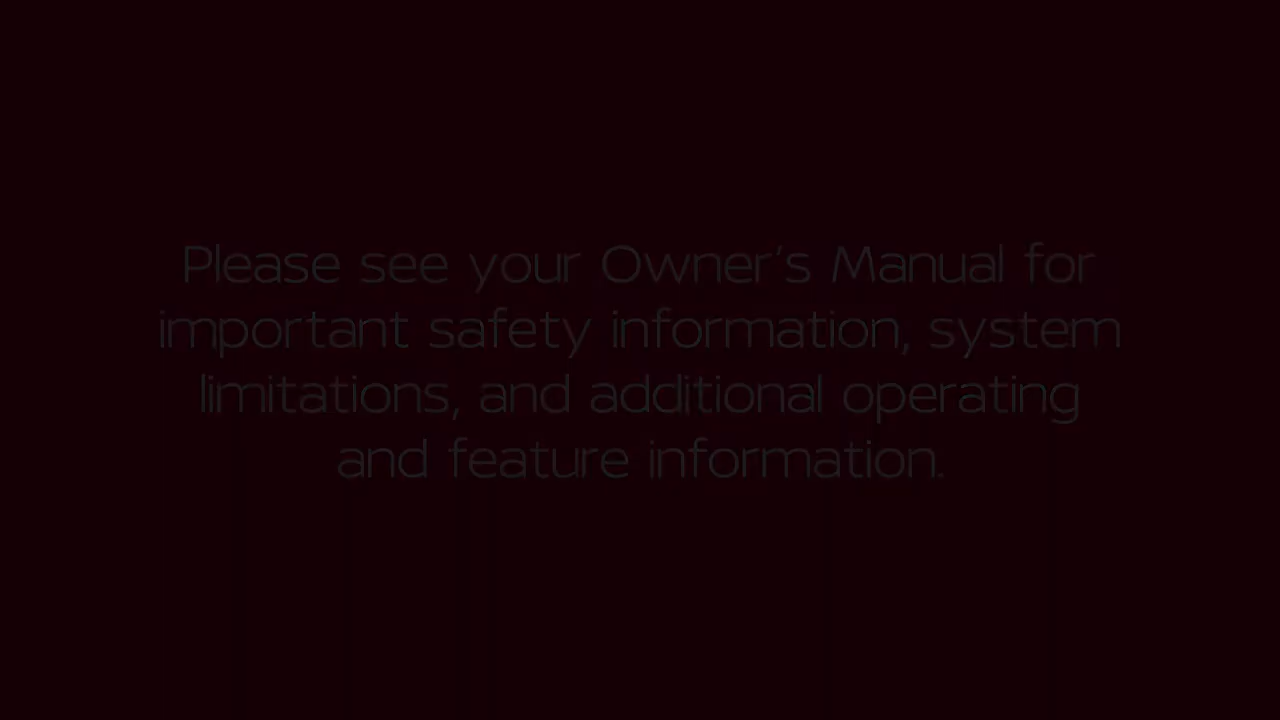 Please see your Owner’s Manual for
important safety information, system
limitations, and additional operating
and feature information.